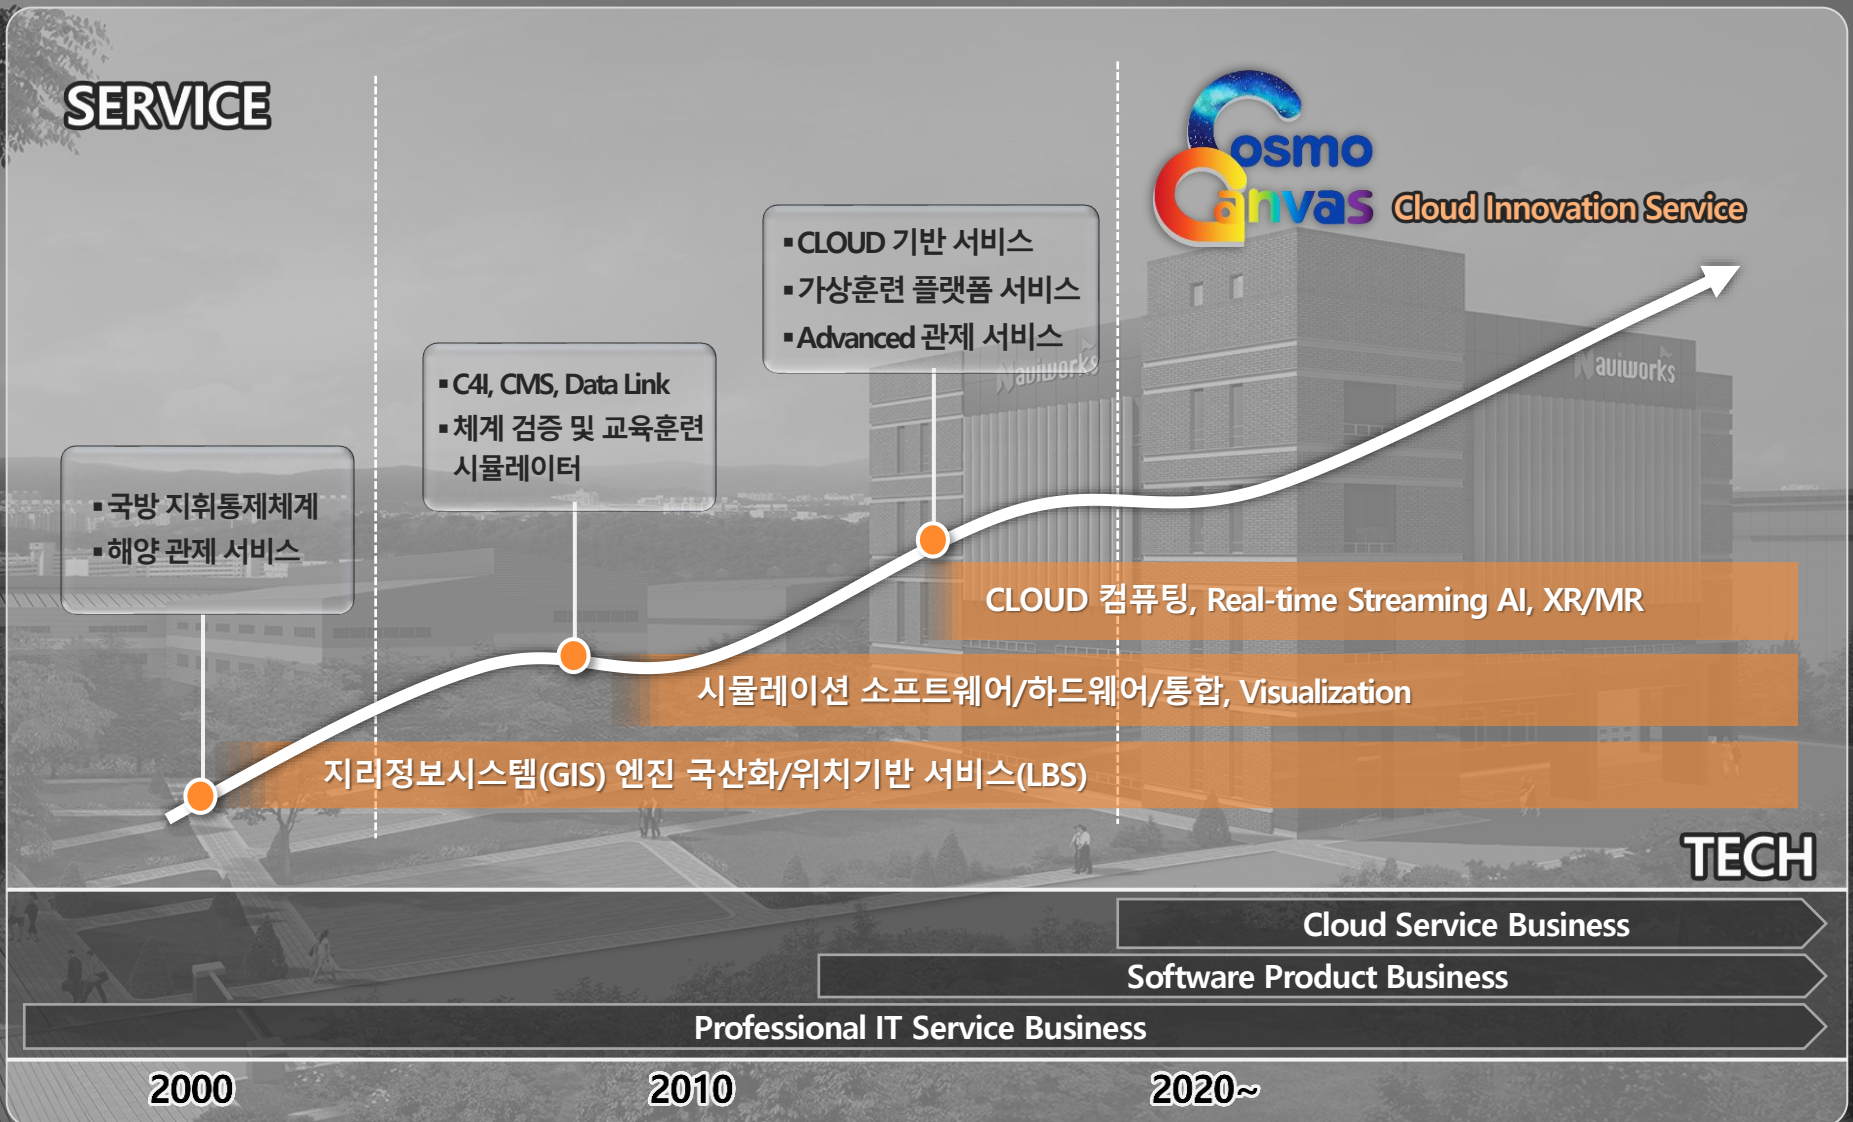 SERVICE
Cosmo
Canvas
Cloud Innovation Service
▪CLOUD 기반 서비스
▪가상훈련 플랫폼 서비스
▪Advanced 관제 서비스
Naviworks
Naviworks
▪C4I, CMS, Data Link
▪체계 검증 및 교육훈련
시뮬레이터
▪국방 지휘통제체계
▪해양 관제 서비스
CLOUD 컴퓨팅, Real-time Streaming AI, XR/MR
시뮬레이션 소프트웨어/하드웨어/통합, Visualization
지리정보시스템(GIS) 엔진 국산화/위치기반 서비스(LBS)
TECH
Cloud Service Business
Software Product Business
Professional IT Service Business
2000
2010
2020~